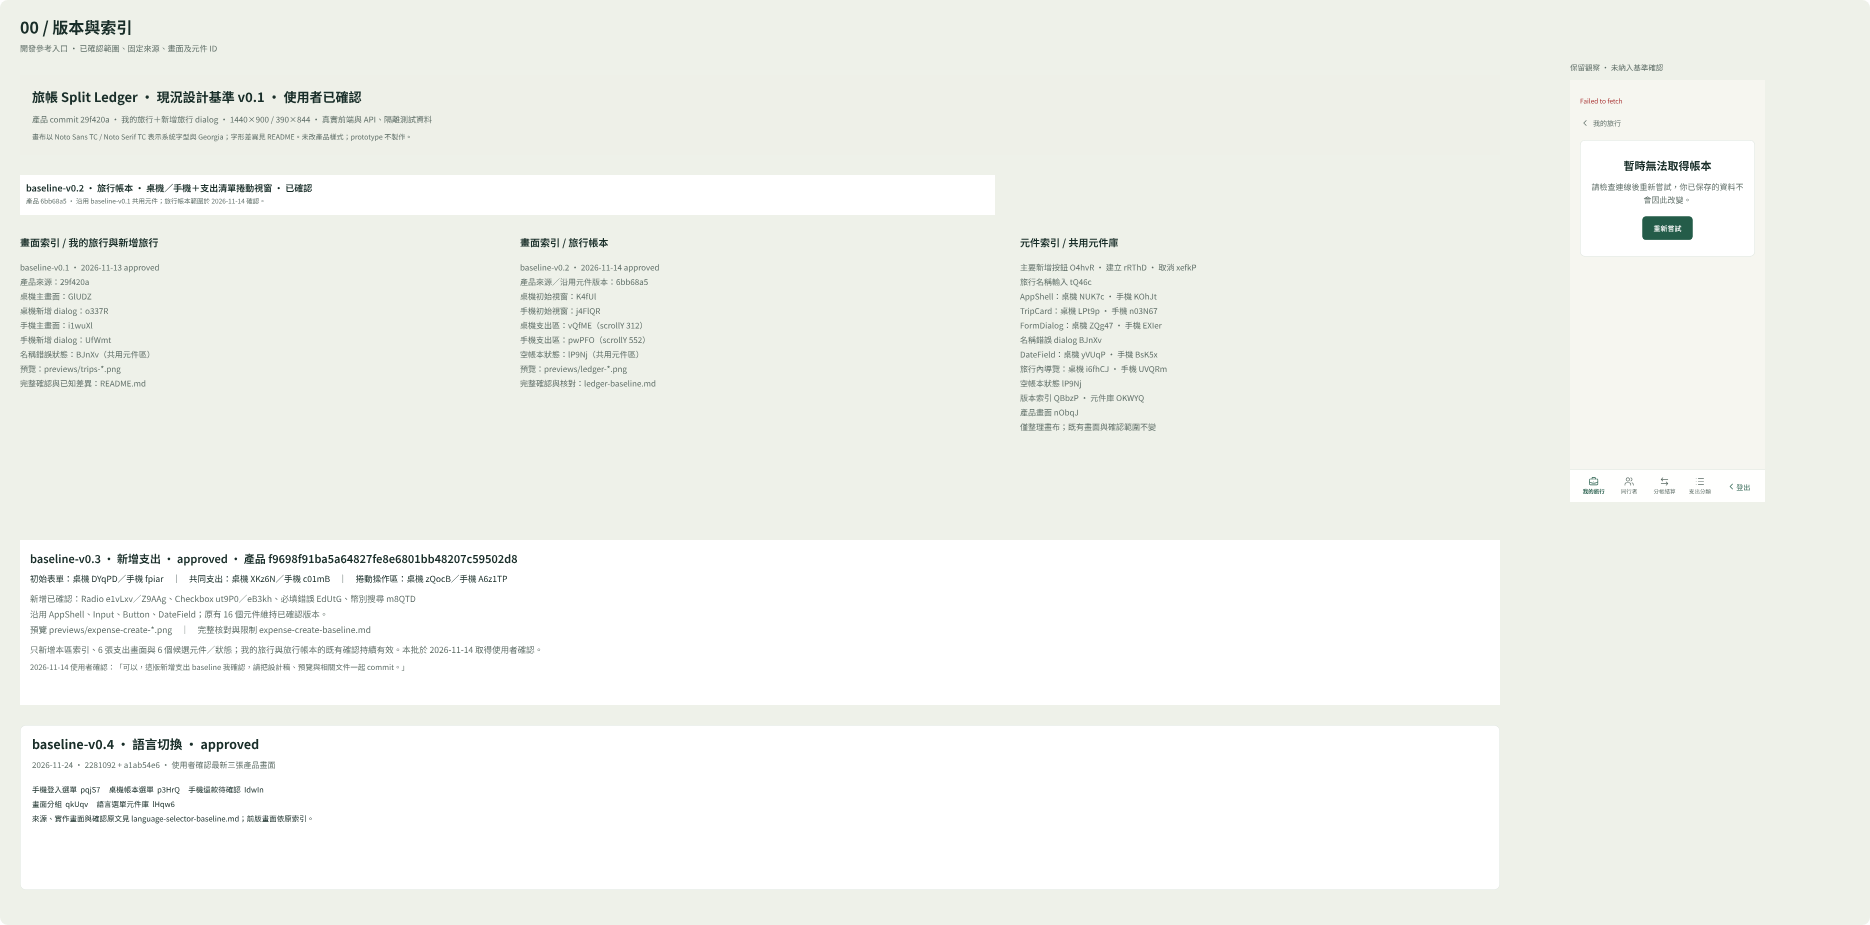 00 / 版本與索引
開發參考入口 · 已確認範圍、固定來源、畫面及元件 ID
旅帳 Split Ledger · 現況設計基準 v0.1 · 使用者已確認
產品 commit 29f420a · 我的旅行＋新增旅行 dialog · 1440×900 / 390×844 · 真實前端與 API、隔離測試資料
畫布以 Noto Sans TC / Noto Serif TC 表示系統字型與 Georgia；字形差異見 README。未改產品樣式；prototype 不製作。
baseline-v0.2 · 旅行帳本 · 桌機／手機＋支出清單捲動視窗 · 已確認
產品 6bb68a5 · 沿用 baseline-v0.1 共用元件；旅行帳本範圍於 2026-11-14 確認。
畫面索引 / 我的旅行與新增旅行
baseline-v0.1 · 2026-11-13 approved
產品來源：29f420a
桌機主畫面：GlUDZ
桌機新增 dialog：o337R
手機主畫面：i1wuXl
手機新增 dialog：UfWmt
名稱錯誤狀態：BJnXv（共用元件區）
預覽：previews/trips-*.png
完整確認與已知差異：README.md
畫面索引 / 旅行帳本
baseline-v0.2 · 2026-11-14 approved
產品來源／沿用元件版本：6bb68a5
桌機初始視窗：K4fUl
手機初始視窗：j4FlQR
桌機支出區：vQfME（scrollY 312）
手機支出區：pwPFO（scrollY 552）
空帳本狀態：lP9Nj（共用元件區）
預覽：previews/ledger-*.png
完整確認與核對：ledger-baseline.md
元件索引 / 共用元件庫
主要新增按鈕 O4hvR · 建立 rRThD · 取消 xefkP
旅行名稱輸入 tQ46c
AppShell：桌機 NUK7c · 手機 KOhJt
TripCard：桌機 LPt9p · 手機 n03N67
FormDialog：桌機 ZQg47 · 手機 EXIer
名稱錯誤 dialog BJnXv
DateField：桌機 yVUqP · 手機 BsK5x
旅行內導覽：桌機 i6fhCJ · 手機 UVQRm
空帳本狀態 lP9Nj
版本索引 QBbzP · 元件庫 OKWYQ
產品畫面 nObqJ
僅整理畫布；既有畫面與確認範圍不變
baseline-v0.3 · 新增支出 · approved · 產品 f9698f91ba5a64827fe8e6801bb48207c59502d8
初始表單：桌機 DYqPD／手機 fpiar ｜ 共同支出：桌機 XKz6N／手機 c01mB ｜ 捲動操作區：桌機 zQocB／手機 A6z1TP
新增已確認：Radio e1vLxv／Z9AAg、Checkbox ut9P0／eB3kh、必填錯誤 EdUtG、幣別搜尋 m8QTD
沿用 AppShell、Input、Button、DateField；原有 16 個元件維持已確認版本。
預覽 previews/expense-create-*.png ｜ 完整核對與限制 expense-create-baseline.md
只新增本區索引、6 張支出畫面與 6 個候選元件／狀態；我的旅行與旅行帳本的既有確認持續有效。本批於 2026-11-14 取得使用者確認。
2026-11-14 使用者確認：「可以，這版新增支出 baseline 我確認，請把設計稿、預覽與相關文件一起 commit。」
baseline-v0.4 · 語言切換 · approved
2026-11-24 · 2281092 + a1ab54e6 · 使用者確認最新三張產品畫面
手機登入選單 pqjS7 桌機帳本選單 p3HrQ 手機還款待確認 IdwIn
畫面分組 qkUqv 語言選單元件庫 lHqw6
來源、實作畫面與確認原文見 language-selector-baseline.md；前版畫面依原索引。
保留觀察 · 未納入基準確認
Failed to fetch
我的旅行
暫時無法取得帳本
請檢查連線後重新嘗試，你已保存的資料不
會因此改變。
重新嘗試
我的旅行 同行者 分帳結算 支出分類 登出